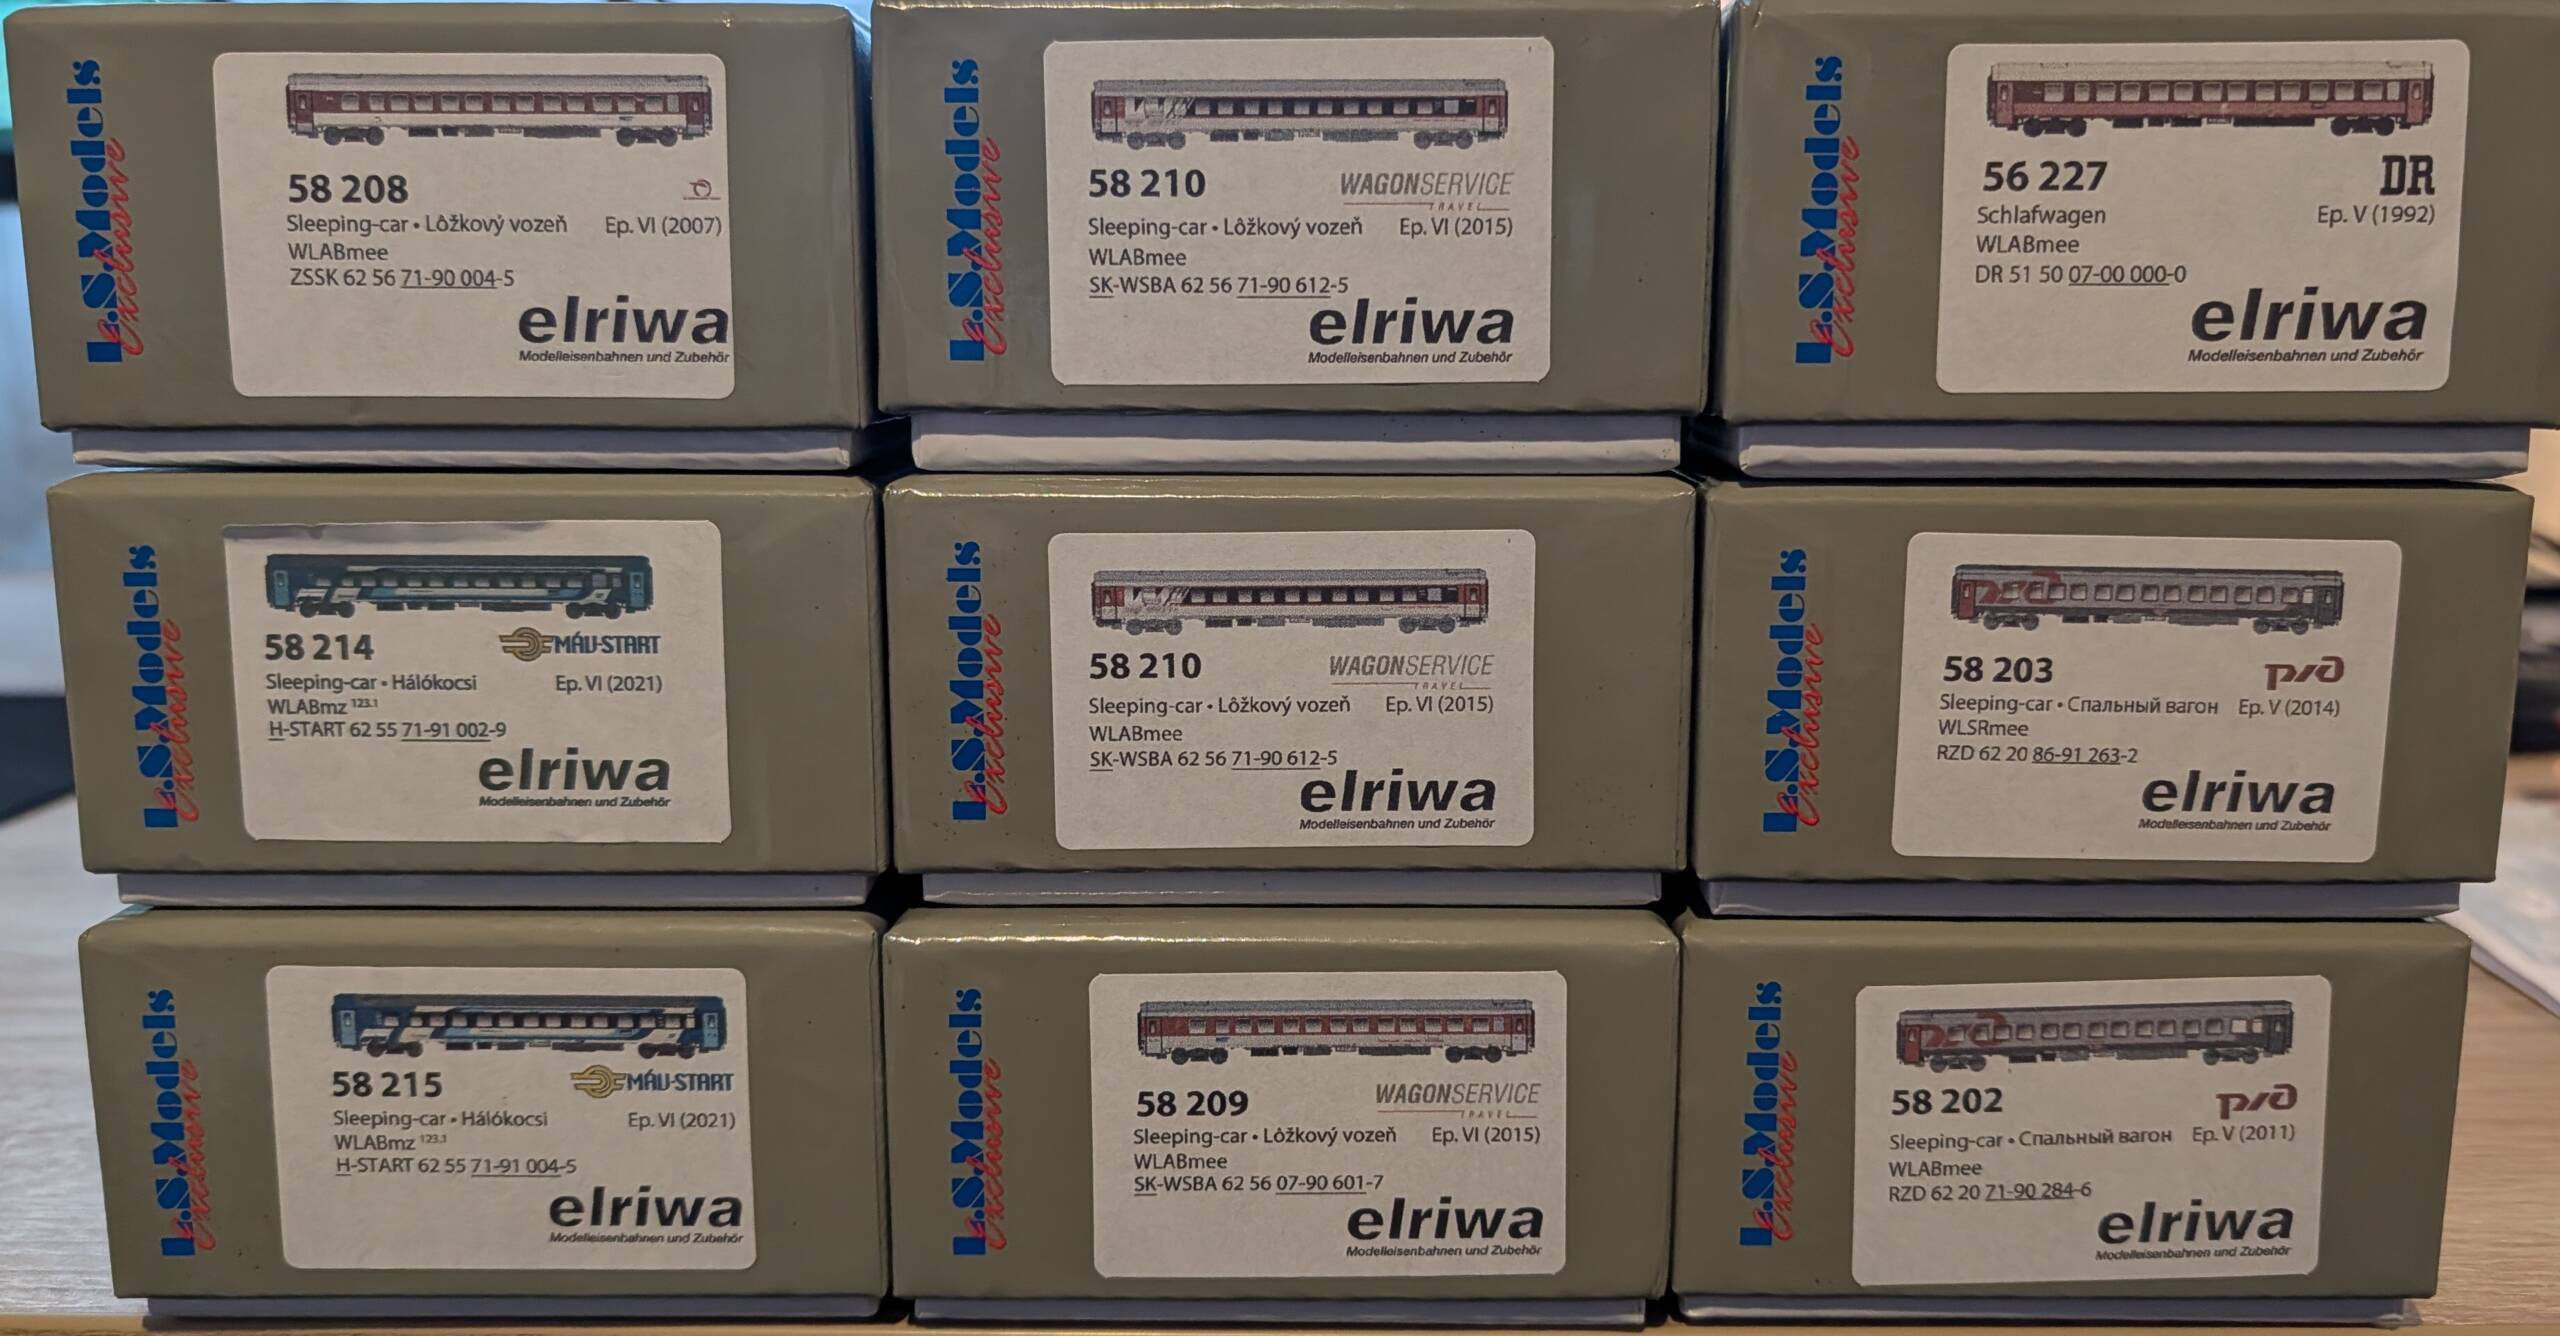 L.S.Models
exclusive
58 208
Sleeping-car • Lôžkový vozeň Ep. VI (2007)
WLABmee
ZSSK 62 56 71-90 004-5
elriwa
Modelleisenbahnen und Zubehör
L.S.Models
exclusive
58 210 WAGONSERVICE
TRAVEL
Sleeping-car • Lôžkový vozeň Ep. VI (2015)
WLABmee
SK-WSBA 62 56 71-90 612-5
elriwa
Modelleisenbahnen und Zubehör
L.S.Models
exclusive
56 227 DR
Schlafwagen Ep. V (1992)
WLABmee
DR 51 50 07-00 000-0
elriwa
Modelleisenbahnen und Zubehör
L.S.Models
exclusive
58 214 MÁV-START
Sleeping-car • Hálókocsi Ep. VI (2021)
WLABmz 123.1
H-START 62 55 71-91 002-9
elriwa
Modelleisenbahnen und Zubehör
L.S.Models
exclusive
58 210 WAGONSERVICE
TRAVEL
Sleeping-car • Lôžkový vozeň Ep. VI (2015)
WLABmee
SK-WSBA 62 56 71-90 612-5
elriwa
Modelleisenbahnen und Zubehör
L.S.Models
exclusive
58 203 pжд
Sleeping-car • Спальный вагон Ep. V (2014)
WLSRmee
RZD 62 20 86-91 263-2
elriwa
Modelleisenbahnen und Zubehör
L.S.Models
exclusive
58 215 MÁV-START
Sleeping-car • Hálókocsi Ep. VI (2021)
WLABmz 123.1
H-START 62 55 71-91 004-5
elriwa
Modelleisenbahnen und Zubehör
L.S.Models
exclusive
58 209 WAGONSERVICE
TRAVEL
Sleeping-car • Lôžkový vozeň Ep. VI (2015)
WLABmee
SK-WSBA 62 56 07-90 601-7
elriwa
Modelleisenbahnen und Zubehör
L.S.Models
exclusive
58 202 pжд
Sleeping-car • Спальный вагон Ep. V (2011)
WLABmee
RZD 62 20 71-90 284-6
elriwa
Modelleisenbahnen und Zubehör